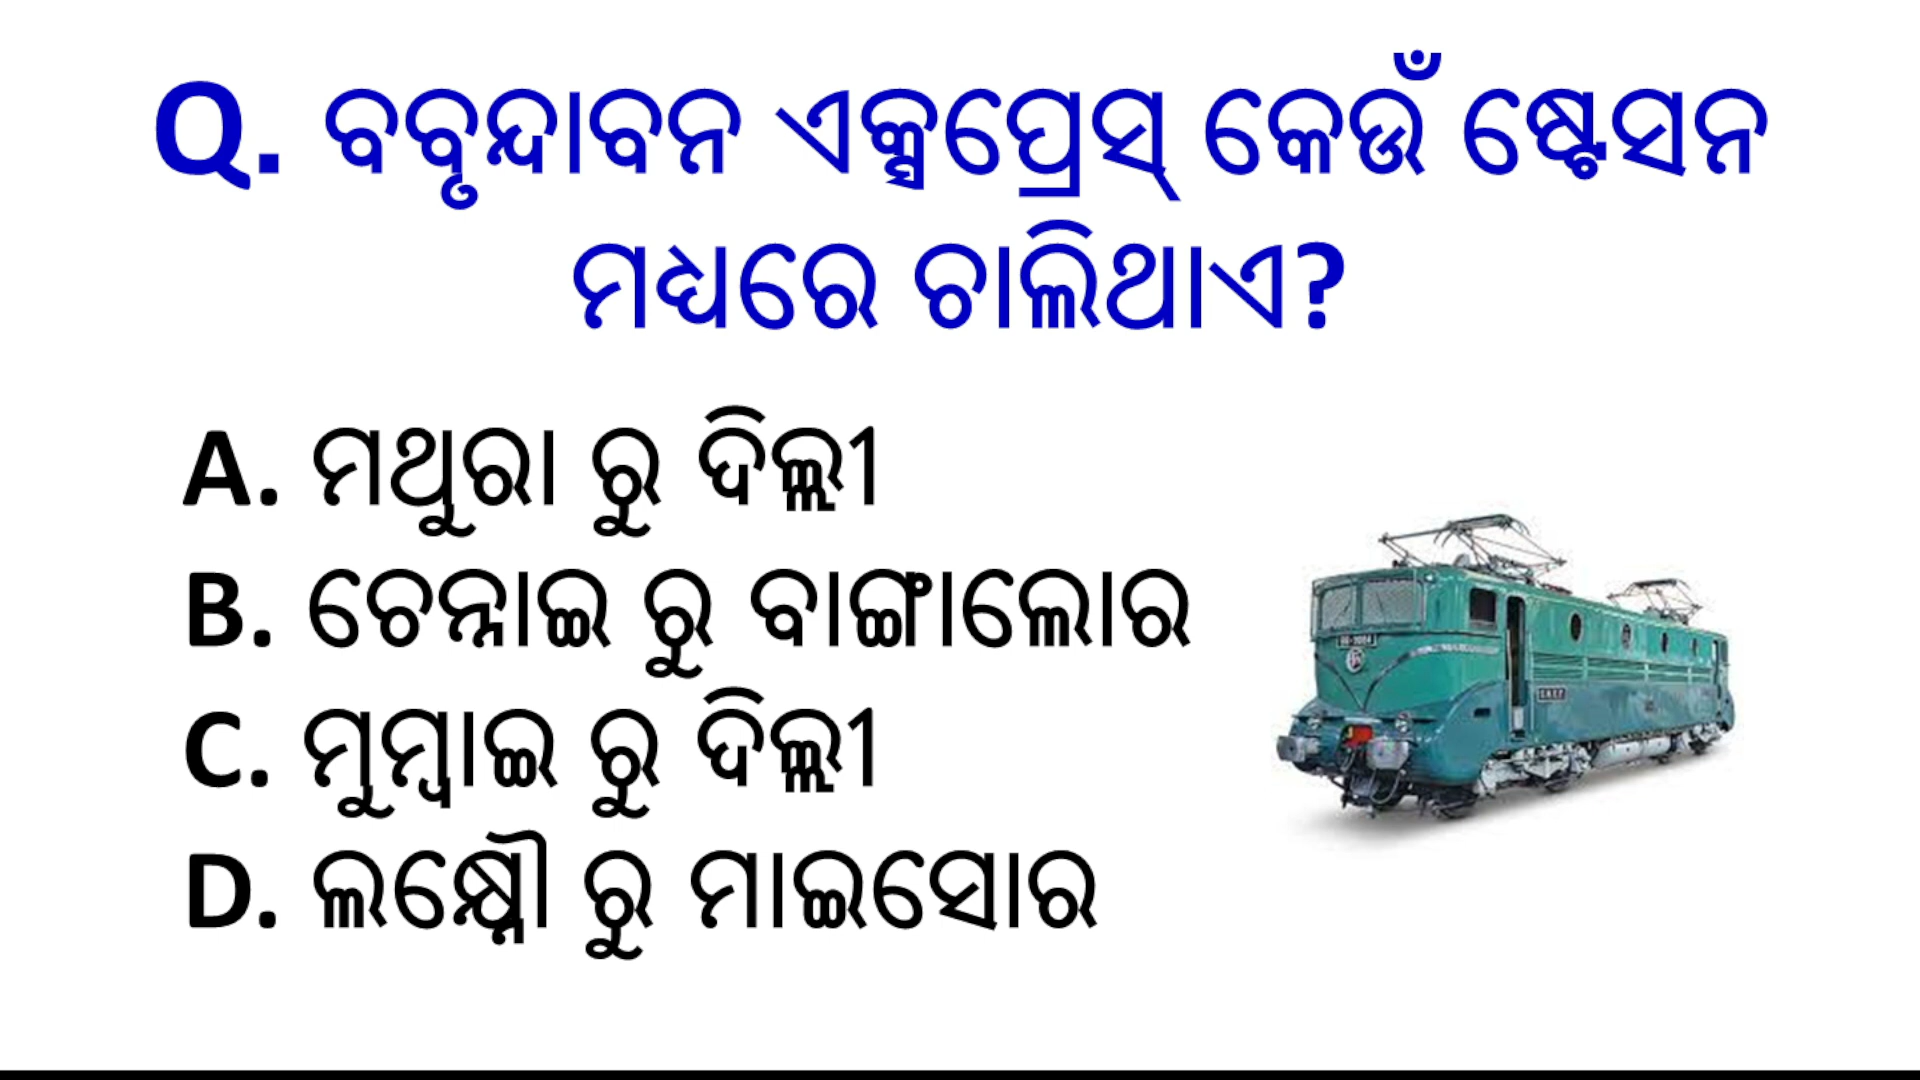 Q. ବବୃନ୍ଦାବନ ଏକ୍ସପ୍ରେସ୍ କେଉଁ ଷ୍ଟେସନ
ମଧ୍ୟରେ ଚାଲିଥାଏ?
A. ମଥୁରା ରୁ ଦିଲ୍ଲୀ
B. ଚେନ୍ନାଇ ରୁ ବାଙ୍ଗାଲୋର
C. ମୁମ୍ବାଇ ରୁ ଦିଲ୍ଲୀ
D. ଲକ୍ଷ୍ନୌ ରୁ ମାଇସୋର